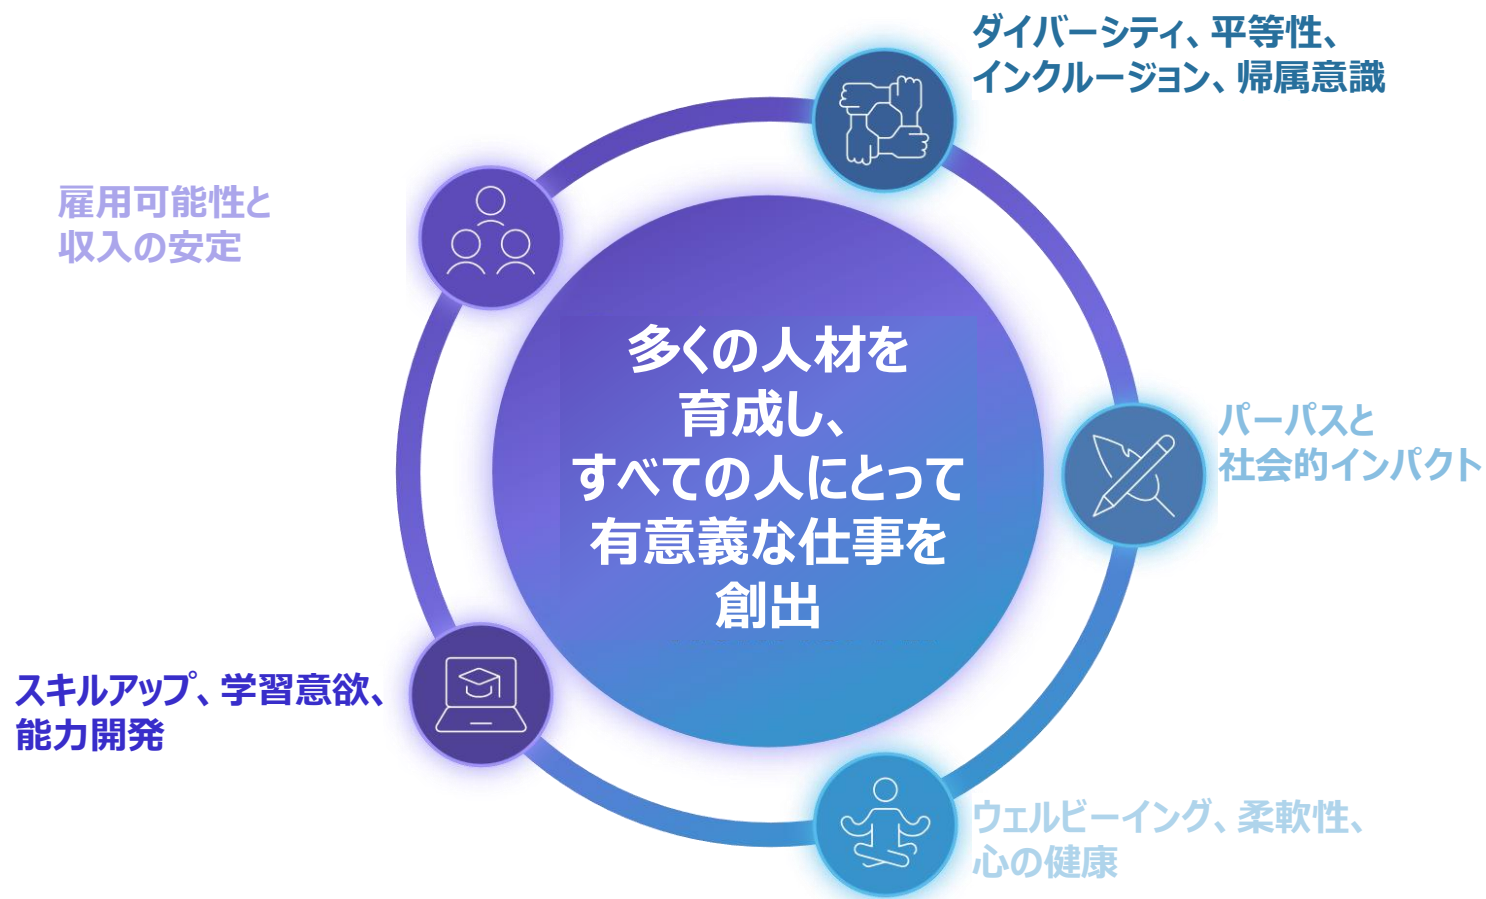 ダイバーシティ、平等性、
インクルージョン、帰属意識
雇用可能性と
収入の安定
多くの人材を
育成し、
すべての人にとって
有意義な仕事を
創出
パーパスと
社会的インパクト
スキルアップ、学習意欲、
能力開発
ウェルビーイング、柔軟性、
心の健康